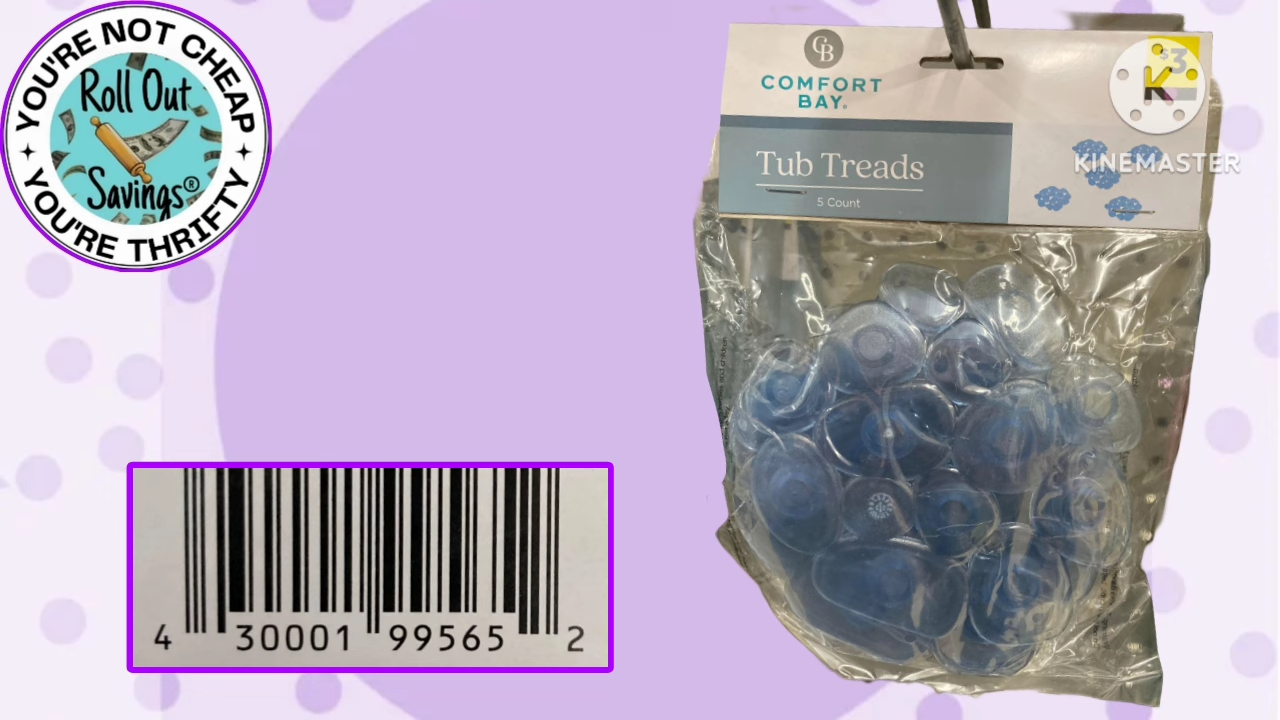 YOU'RE NOT CHEAP
Roll Out
Savings®
YOU'RE THRIFTY
CB
COMFORT
BAY®
$3
K
KINEMASTER
Tub Treads
5 Count
4 30001 99565 2